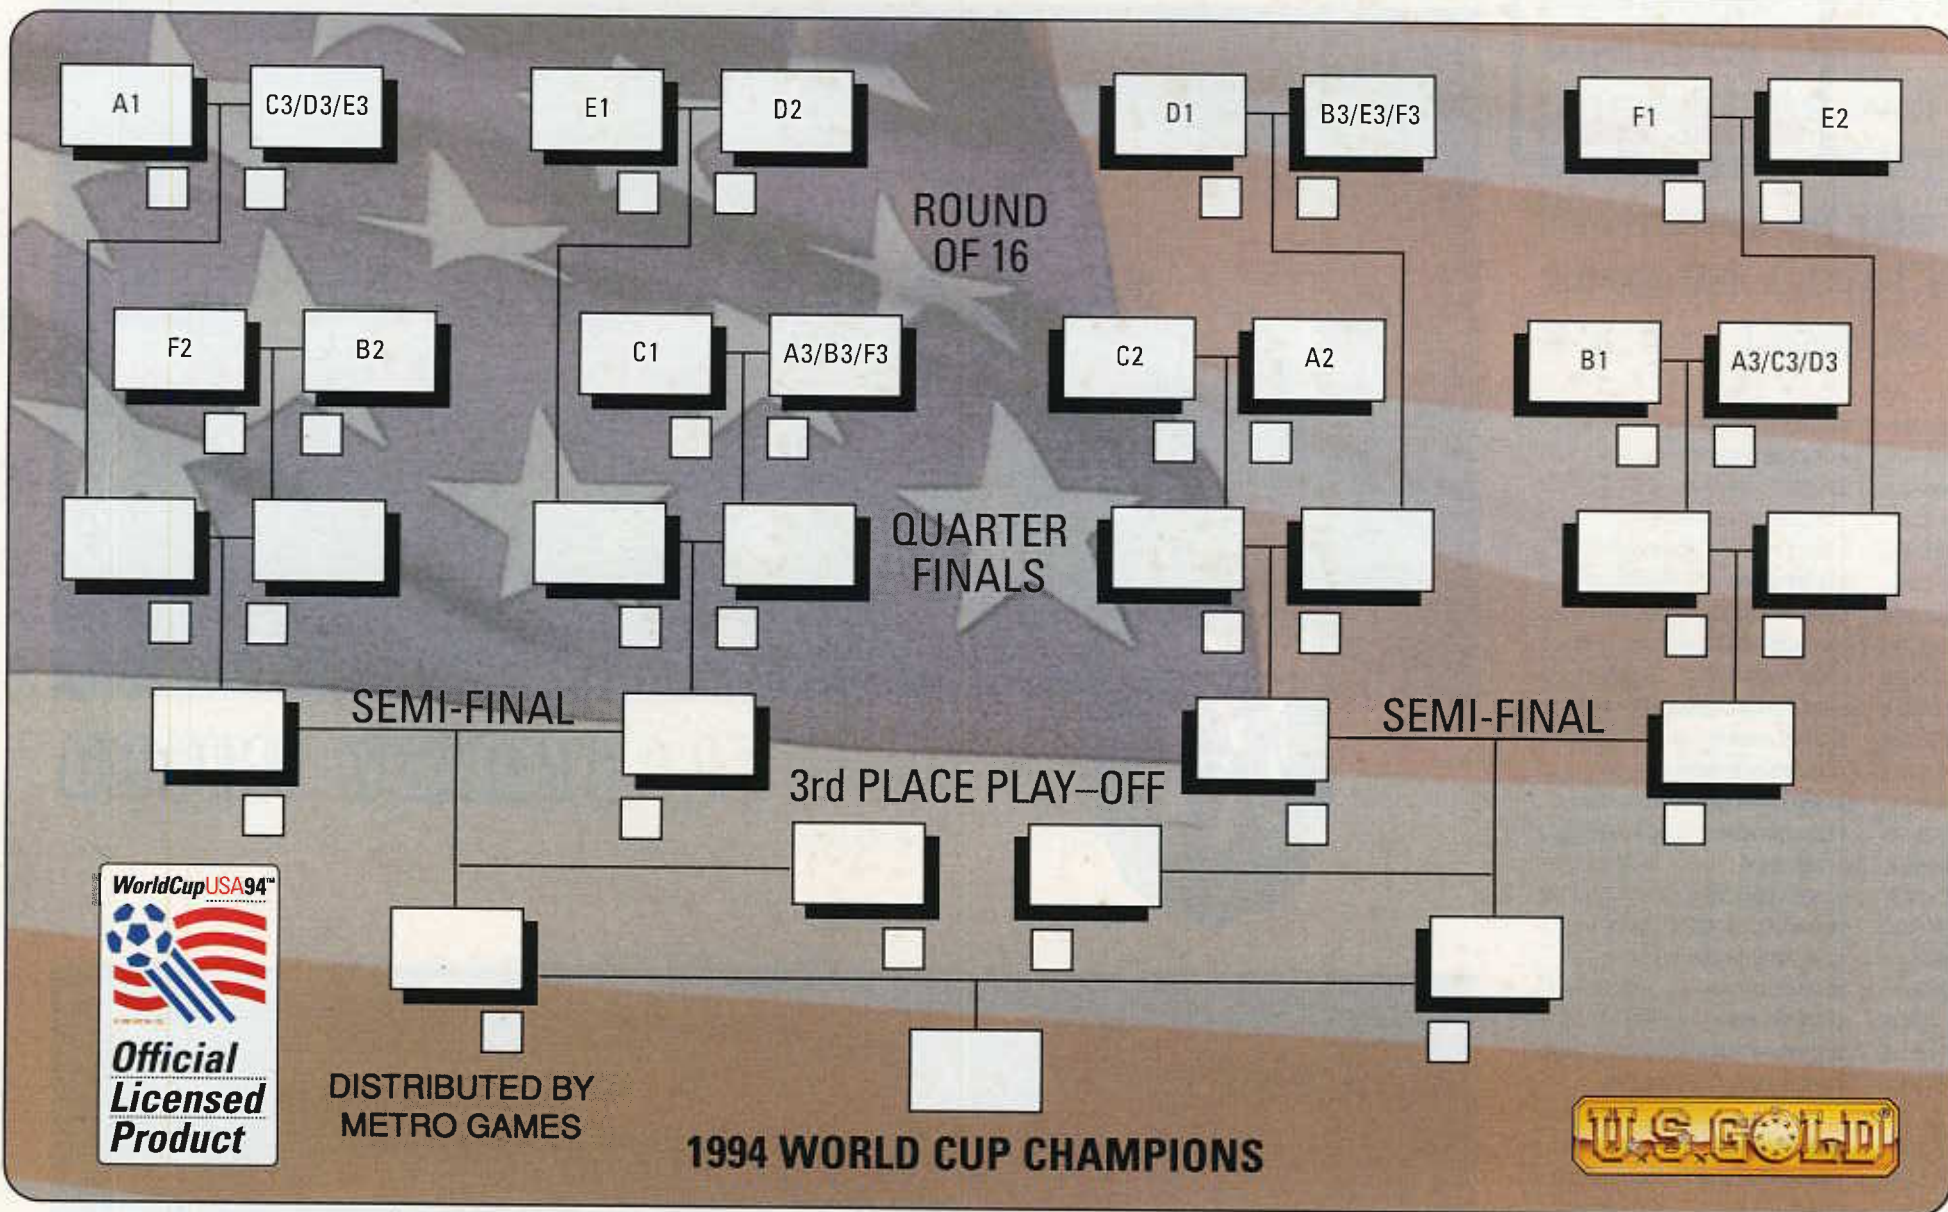 A1
C3/D3/E3
E1
D2
D1
B3/E3/F3
F1
E2
ROUND
OF 16
F2
B2
C1
A3/B3/F3
C2
A2
B1
A3/C3/D3
QUARTER
FINALS
SEMI-FINAL
SEMI-FINAL
3rd PLACE PLAY–OFF
WorldCupUSA94™
Official
Licensed
Product
DISTRIBUTED BY
METRO GAMES
1994 WORLD CUP CHAMPIONS
U.S. GOLD®